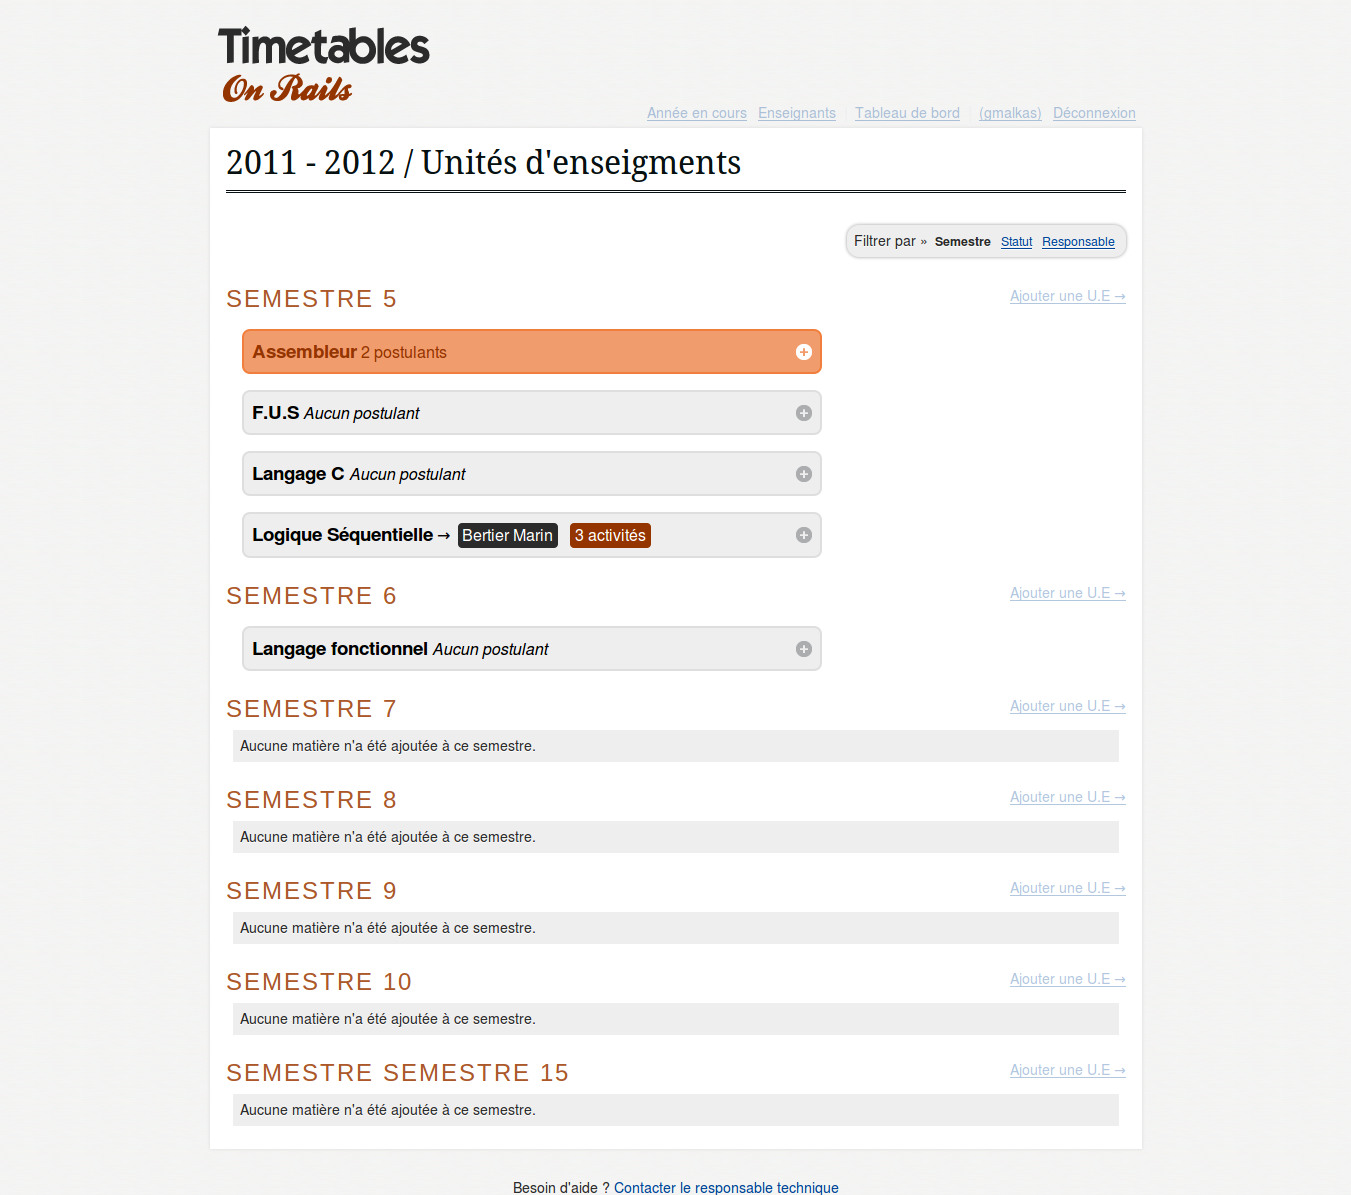 Timetables
On Rails
Année en cours Enseignants Tableau de bord (gmalkas) Déconnexion
2011 - 2012 / Unités d'enseigments
Filtrer par » Semestre Statut Responsable
SEMESTRE 5 Ajouter une U.E →
Assembleur 2 postulants
F.U.S Aucun postulant
Langage C Aucun postulant
Logique Séquentielle → Bertier Marin 3 activités
SEMESTRE 6 Ajouter une U.E →
Langage fonctionnel Aucun postulant
SEMESTRE 7 Ajouter une U.E →
Aucune matière n'a été ajoutée à ce semestre.
SEMESTRE 8 Ajouter une U.E →
Aucune matière n'a été ajoutée à ce semestre.
SEMESTRE 9 Ajouter une U.E →
Aucune matière n'a été ajoutée à ce semestre.
SEMESTRE 10 Ajouter une U.E →
Aucune matière n'a été ajoutée à ce semestre.
SEMESTRE SEMESTRE 15 Ajouter une U.E →
Aucune matière n'a été ajoutée à ce semestre.
Besoin d'aide ? Contacter le responsable technique